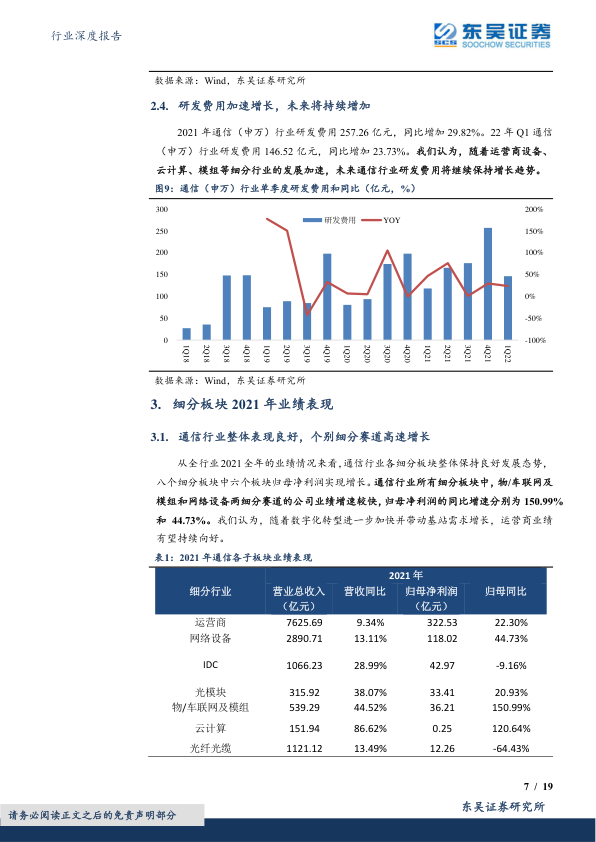 行业深度报告
东吴证券
SCS
SOOCHOW SECURITIES
数据来源：Wind，东吴证券研究所
2.4. 研发费用加速增长，未来将持续增加
2021 年通信（申万）行业研发费用 257.26 亿元，同比增加 29.82%。22 年 Q1 通信
（申万）行业研发费用 146.52 亿元，同比增加 23.73%。我们认为，随着运营商设备、
云计算、模组等细分行业的发展加速，未来通信行业研发费用将继续保持增长趋势。
图9：通信（申万）行业单季度研发费用和同比（亿元，%）
研发费用 YOY
300 200%
250 150%
200 100%
150 50%
100 0%
50 -50%
0 -100%
1Q18 2Q18 3Q18 4Q18 1Q19 2Q19 3Q19 4Q19 1Q20 2Q20 3Q20 4Q20 1Q21 2Q21 3Q21 4Q21 1Q22
数据来源：Wind，东吴证券研究所
3. 细分板块 2021 年业绩表现
3.1. 通信行业整体表现良好，个别细分赛道高速增长
从全行业 2021 全年的业绩情况来看，通信行业各细分板块整体保持良好发展态势，
八个细分板块中六个板块归母净利润实现增长。通信行业所有细分板块中，物/车联网及
模组和网络设备两细分赛道的公司业绩增速较快，归母净利润的同比增速分别为 150.99%
和 44.73%。我们认为，随着数字化转型进一步加快并带动基站需求增长，运营商业绩
有望持续向好。
表1：2021 年通信各子板块业绩表现
2021 年
细分行业 营业总收入 营收同比 归母净利润 归母同比
（亿元） （亿元）
运营商 7625.69 9.34% 322.53 22.30%
网络设备 2890.71 13.11% 118.02 44.73%
IDC 1066.23 28.99% 42.97 -9.16%
光模块 315.92 38.07% 33.41 20.93%
物/车联网及模组 539.29 44.52% 36.21 150.99%
云计算 151.94 86.62% 0.25 120.64%
光纤光缆 1121.12 13.49% 12.26 -64.43%
7 / 19
东吴证券研究所
请务必阅读正文之后的免责声明部分